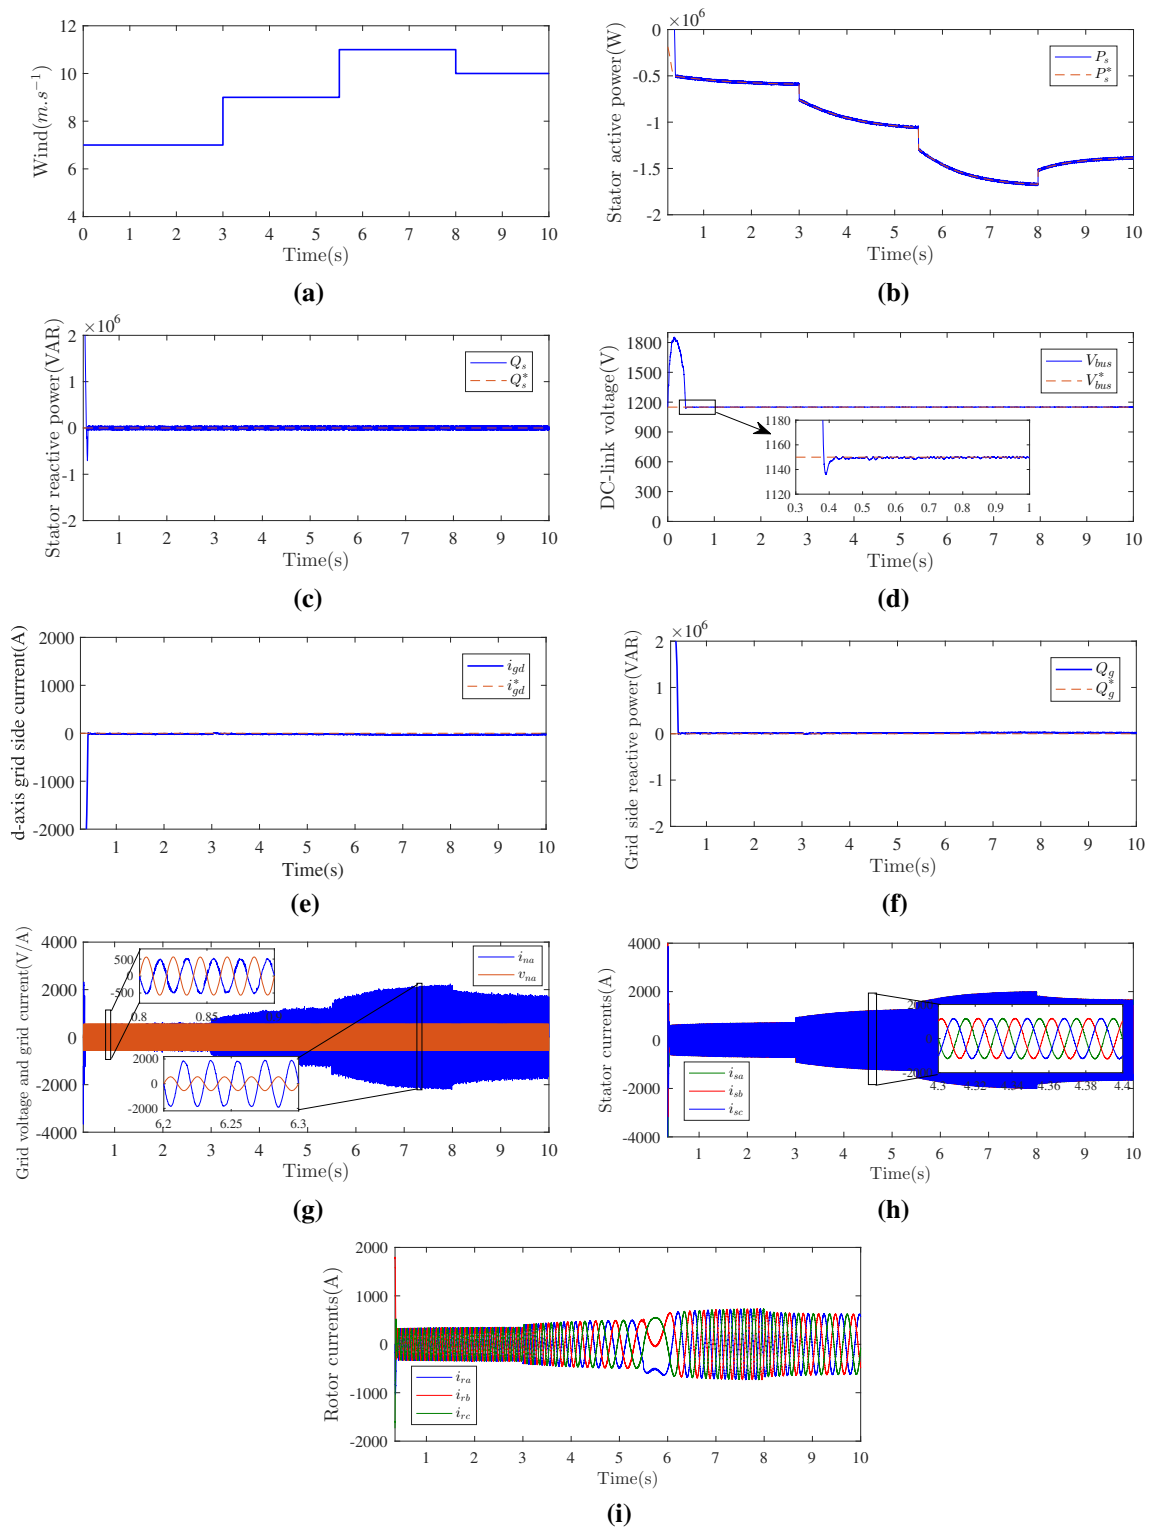 12
10
8
6
4
Wind(m.s⁻¹)
0 1 2 3 4 5 6 7 8 9 10
Time(s)
(a)
×10⁶
0
-0.5
-1
-1.5
-2
Stator active power(W)
P_s
P_s^*
1 2 3 4 5 6 7 8 9 10
Time(s)
(b)
×10⁶
2
1
0
-1
-2
Stator reactive power(VAR)
Q_s
Q_s^*
1 2 3 4 5 6 7 8 9 10
Time(s)
(c)
1800
1500
1200
900
600
300
0
DC-link voltage(V)
V_bus
V_bus^*
1180
1160
1140
1120
0.3 0.4 0.5 0.6 0.7 0.8 0.9 1
0 1 2 3 4 5 6 7 8 9 10
Time(s)
(d)
2000
1000
0
-1000
-2000
d-axis grid side currrent(A)
i_gd
i_gd^*
1 2 3 4 5 6 7 8 9 10
Time(s)
(e)
×10⁶
2
1
0
-1
-2
Grid side reactive power(VAR)
Q_g
Q_g^*
1 2 3 4 5 6 7 8 9 10
Time(s)
(f)
4000
2000
0
-2000
-4000
Grid voltage and grid current(V/A)
i_na
v_na
500
0
-500
0.8 0.85
2000
0
-2000
6.2 6.25 6.3
1 2 3 4 5 6 7 8 9 10
Time(s)
(g)
4000
2000
0
-2000
-4000
Stator currents(A)
i_sa
i_sb
i_sc
4.3 4.32 4.34 4.36 4.38 4.4
1 2 3 4 5 6 7 8 9 10
Time(s)
(h)
2000
1000
0
-1000
-2000
Rotor currents(A)
i_ra
i_rb
i_rc
1 2 3 4 5 6 7 8 9 10
Time(s)
(i)